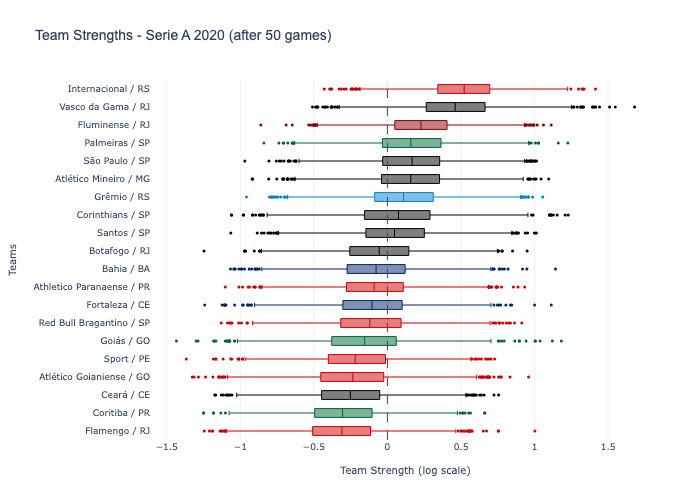 Team Strengths - Serie A 2020 (after 50 games)
Internacional / RS
Vasco da Gama / RJ
Fluminense / RJ
Palmeiras / SP
São Paulo / SP
Atlético Mineiro / MG
Grêmio / RS
Corinthians / SP
Santos / SP
Botafogo / RJ
Bahia / BA
Athletico Paranaense / PR
Fortaleza / CE
Red Bull Bragantino / SP
Goiás / GO
Sport / PE
Atlético Goianiense / GO
Ceará / CE
Coritiba / PR
Flamengo / RJ
Teams
−1.5 −1 −0.5 0 0.5 1 1.5
Team Strength (log scale)